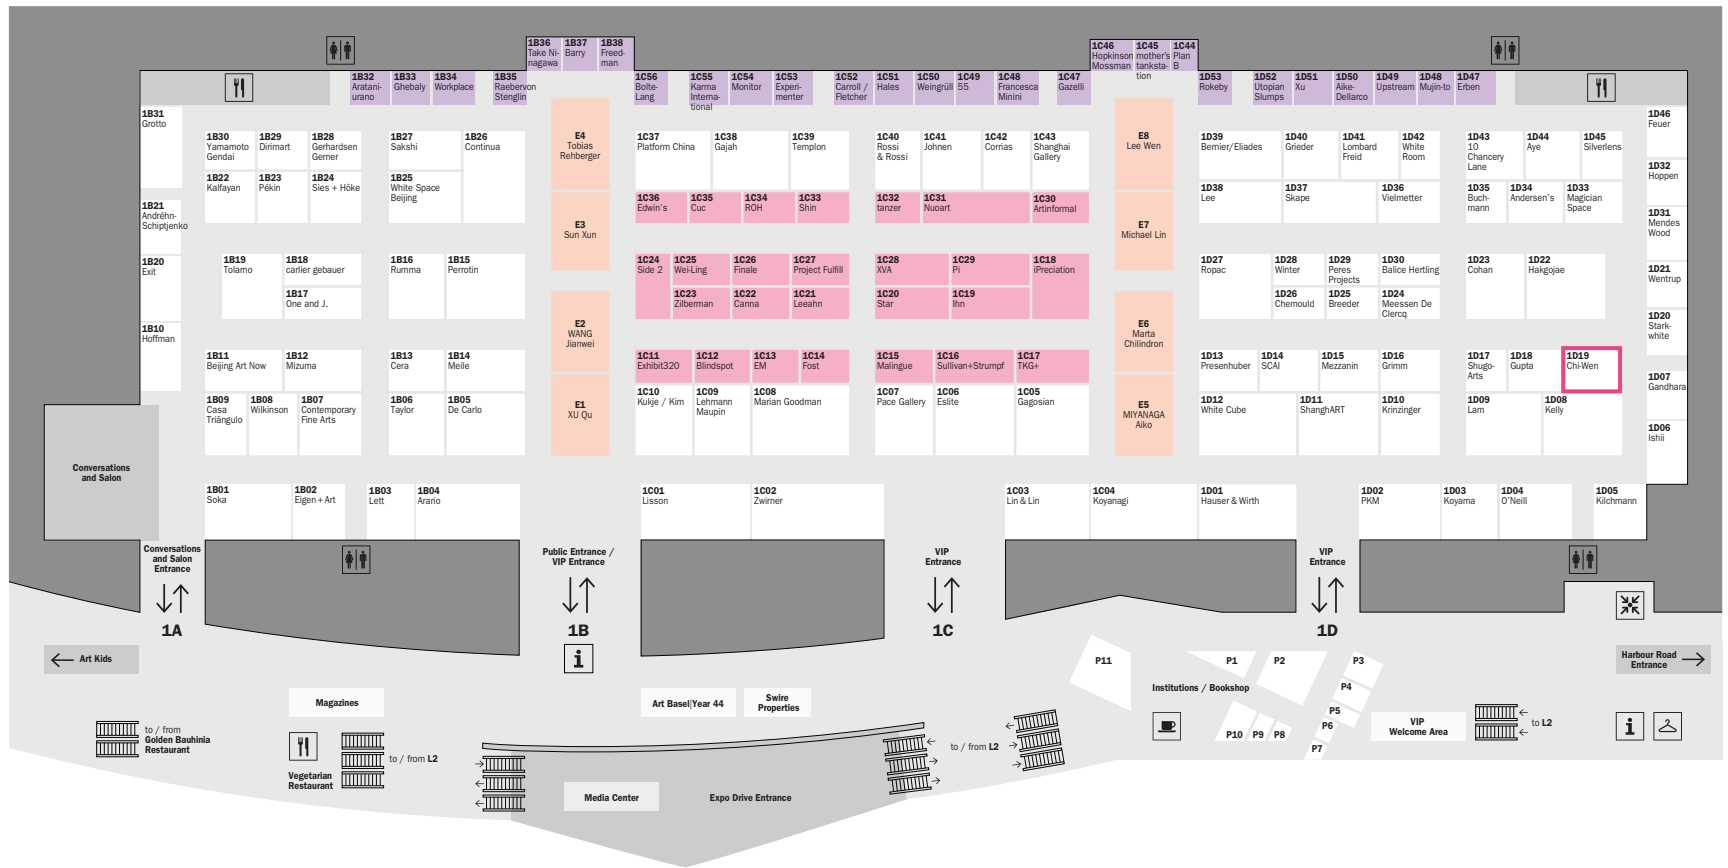 1B36
Take Ni-
nagawa
1B37
Barry
1B38
Freed-
man
1C46
Hopkinson
Mossman
1C45
mother's
tanksta-
tion
1C44
Plan
B
1B32
Aratani-
urano
1B33
Ghebaly
1B34
Workplace
1B35
Raebervon
Stenglin
1C56
Bolte-
Lang
1C55
Karma
Interna-
tional
1C54
Monitor
1C53
Experi-
menter
1C52
Carroll /
Fletcher
1C51
Hales
1C50
Weingrüll
1C49
55
1C48
Francesca
Minini
1C47
Gazelli
1D53
Rokeby
1D52
Utopian
Slumps
1D51
Xu
1D50
Aike-
Dellarco
1D49
Upstream
1D48
Mujin-to
1D47
Erben
1B31
Grotto
1B30
Yamamoto
Gendai
1B29
Dirimart
1B28
Gerhardsen
Gerner
1B27
Sakshi
1B26
Continua
E4
Tobias
Rehberger
1C37
Platform China
1C38
Gajah
1C39
Templon
1C40
Rossi
& Rossi
1C41
Johnen
1C42
Corrias
1C43
Shanghai
Gallery
E8
Lee Wen
1D39
Bernier/Eliades
1D40
Grieder
1D41
Lombard
Freid
1D42
White
Room
1D43
10
Chancery
Lane
1D44
Aye
1D45
Silverlens
1D46
Feuer
1B22
Kalfayan
1B23
Pékin
1B24
Sies + Höke
1B25
White Space
Beijing
1D38
Lee
1D37
Skape
1D36
Vielmetter
1D35
Buch-
mann
1D34
Andersen's
1D33
Magician
Space
1D32
Hoppen
1B21
Andréhn-
Schiptjenko
E3
Sun Xun
1C36
Edwin's
1C35
Cuc
1C34
ROH
1C33
Shin
1C32
tanzer
1C31
Nuoart
1C30
Artinformal
E7
Michael Lin
1D31
Mendes
Wood
1B20
Exit
1B19
Tolarno
1B18
carlier gebauer
1B17
One and J.
1B16
Rumma
1B15
Perrotin
1C24
Side 2
1C25
Wei-Ling
1C26
Finale
1C27
Project Fulfill
1C28
XVA
1C29
Pi
1C18
iPreciation
1D27
Ropac
1D28
Winter
1D29
Peres
Projects
1D30
Balice Hertling
1D23
Cohan
1D22
Hakgojae
1D21
Wentrup
1C23
Zilberman
1C22
Canna
1C21
Leeahn
1C20
Star
1C19
Ihn
1D26
Chemould
1D25
Breeder
1D24
Meessen De
Clercq
1B10
Hoffman
E2
WANG
Jianwei
E6
Marta
Chilindron
1D20
Stark-
white
1B11
Beijing Art Now
1B12
Mizuma
1B13
Cera
1B14
Meile
1C11
Exhibit320
1C12
Blindspot
1C13
EM
1C14
Fost
1C15
Malingue
1C16
Sullivan+Strumpf
1C17
TKG+
1D13
Presenhuber
1D14
SCAI
1D15
Mezzanin
1D16
Grimm
1D17
Shugo-
Arts
1D18
Gupta
1D19
Chi-Wen
1D07
Gandhara
1B09
Casa
Triângulo
1B08
Wilkinson
1B07
Contemporary
Fine Arts
1B06
Taylor
1B05
De Carlo
E1
XU Qu
1C10
Kukje / Kim
1C09
Lehmann
Maupin
1C08
Marian Goodman
1C07
Pace Gallery
1C06
Eslite
1C05
Gagosian
E5
MIYANAGA
Aiko
1D12
White Cube
1D11
ShanghART
1D10
Krinzinger
1D09
Lam
1D08
Kelly
1D06
Ishii
Conversations
and Salon
1B01
Soka
1B02
Eigen + Art
1B03
Lett
1B04
Arario
1C01
Lisson
1C02
Zwirner
1C03
Lin & Lin
1C04
Koyanagi
1D01
Hauser & Wirth
1D02
PKM
1D03
Koyama
1D04
O'Neill
1D05
Kilchmann
Conversations
and Salon
Entrance
1A
Public Entrance /
VIP Entrance
1B
i
VIP
Entrance
1C
VIP
Entrance
1D
Art Kids
Harbour Road
Entrance
P11
P1
P2
P3
P4
P5
P6
P7
P8
P9
P10
Institutions / Bookshop
Magazines
Art Basel|Year 44
Swire
Properties
VIP
Welcome Area
to L2
i
to / from
Golden Bauhinia
Restaurant
to / from L2
Vegetarian
Restaurant
to / from L2
Media Center
Expo Drive Entrance